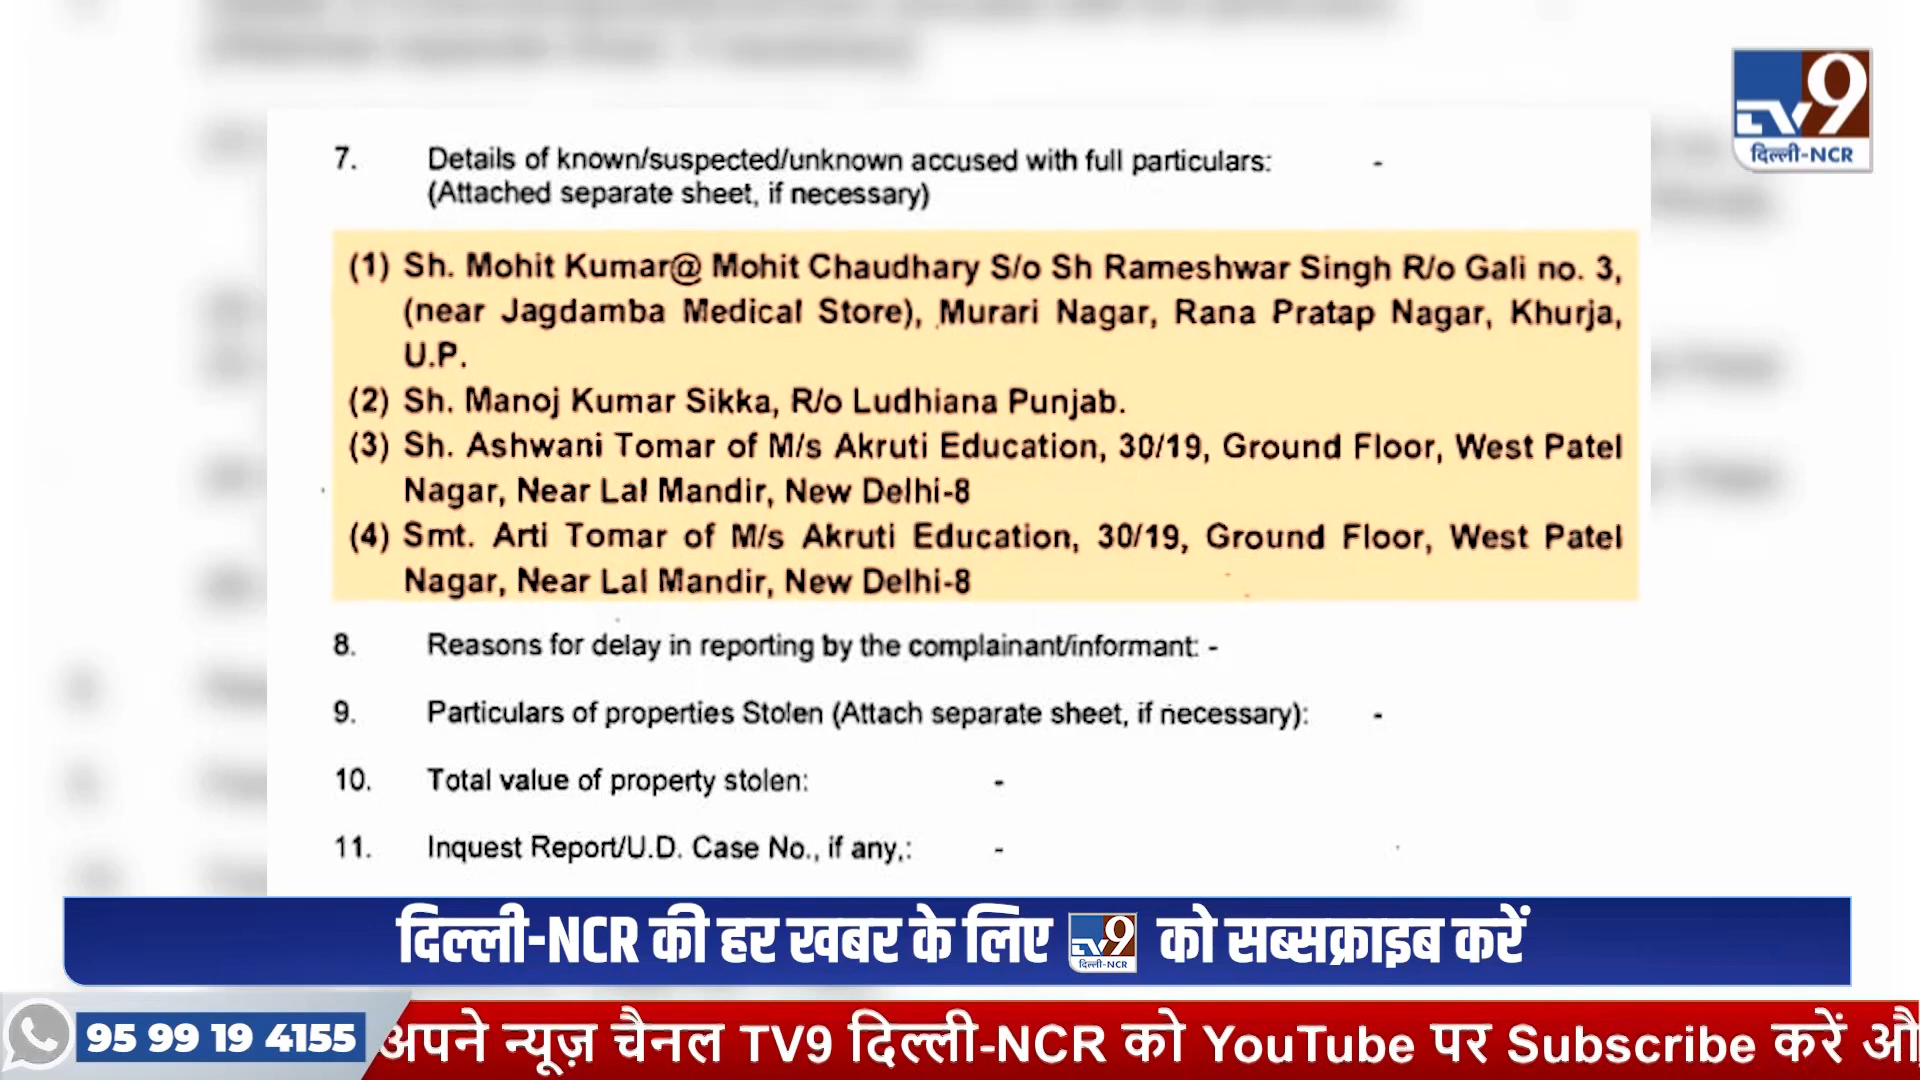 TV9
दिल्ली-NCR
7. Details of known/suspected/unknown accused with full particulars: -
(Attached separate sheet, if necessary)
(1) Sh. Mohit Kumar@ Mohit Chaudhary S/o Sh Rameshwar Singh R/o Gali no. 3,
(near Jagdamba Medical Store), Murari Nagar, Rana Pratap Nagar, Khurja,
U.P.
(2) Sh. Manoj Kumar Sikka, R/o Ludhiana Punjab.
(3) Sh. Ashwani Tomar of M/s Akruti Education, 30/19, Ground Floor, West Patel
Nagar, Near Lal Mandir, New Delhi-8
(4) Smt. Arti Tomar of M/s Akruti Education, 30/19, Ground Floor, West Patel
Nagar, Near Lal Mandir, New Delhi-8
8. Reasons for delay in reporting by the complainant/informant: -
9. Particulars of properties Stolen (Attach separate sheet, if necessary): -
10. Total value of property stolen: -
11. Inquest Report/U.D. Case No., if any,: -
दिल्ली-NCR की हर खबर के लिए TV9 दिल्ली-NCR को सब्सक्राइब करें
95 99 19 4155 अपने न्यूज़ चैनल TV9 दिल्ली-NCR को YouTube पर Subscribe करें औ